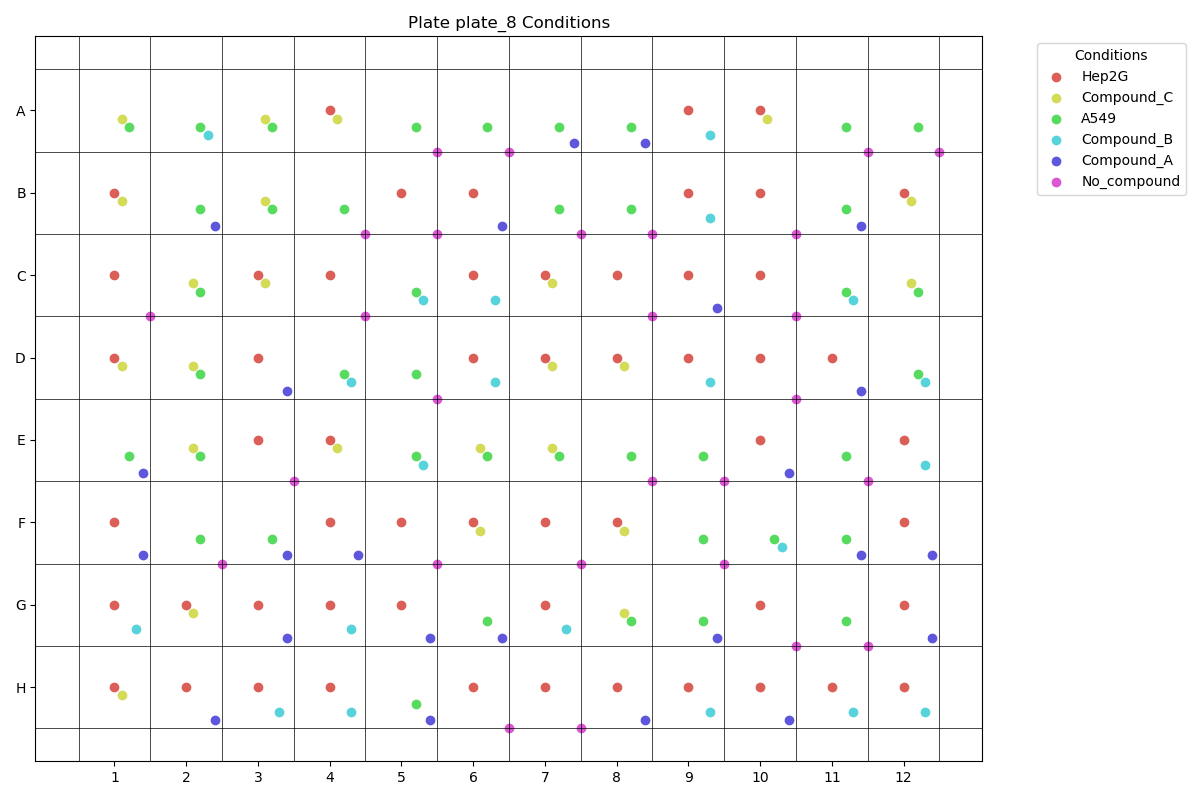 Plate plate_8 Conditions
Conditions
Hep2G
Compound_C
A549
Compound_B
Compound_A
No_compound
A
B
C
D
E
F
G
H
1 2 3 4 5 6 7 8 9 10 11 12